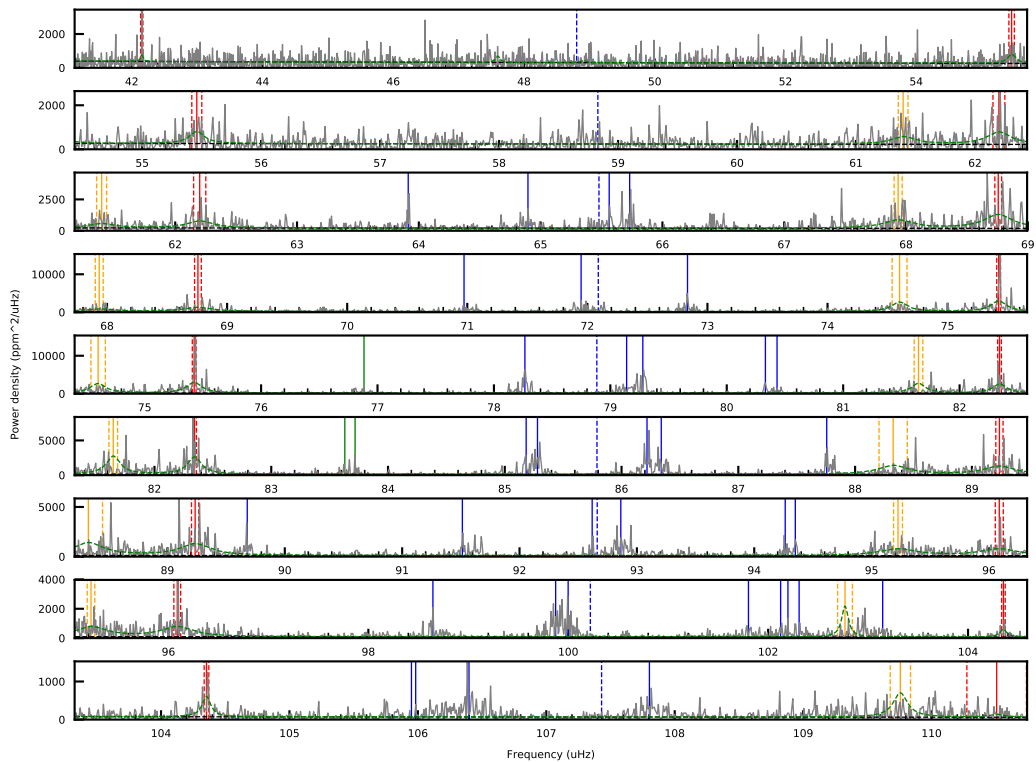 2000
0
42 44 46 48 50 52 54
2000
0
55 56 57 58 59 60 61 62
2500
0
62 63 64 65 66 67 68 69
10000
0
68 69 70 71 72 73 74 75
10000
0
75 76 77 78 79 80 81 82
5000
0
82 83 84 85 86 87 88 89
5000
0
89 90 91 92 93 94 95 96
4000
2000
0
96 98 100 102 104
1000
0
104 105 106 107 108 109 110
Power density (ppm^2/uHz)
Frequency (uHz)